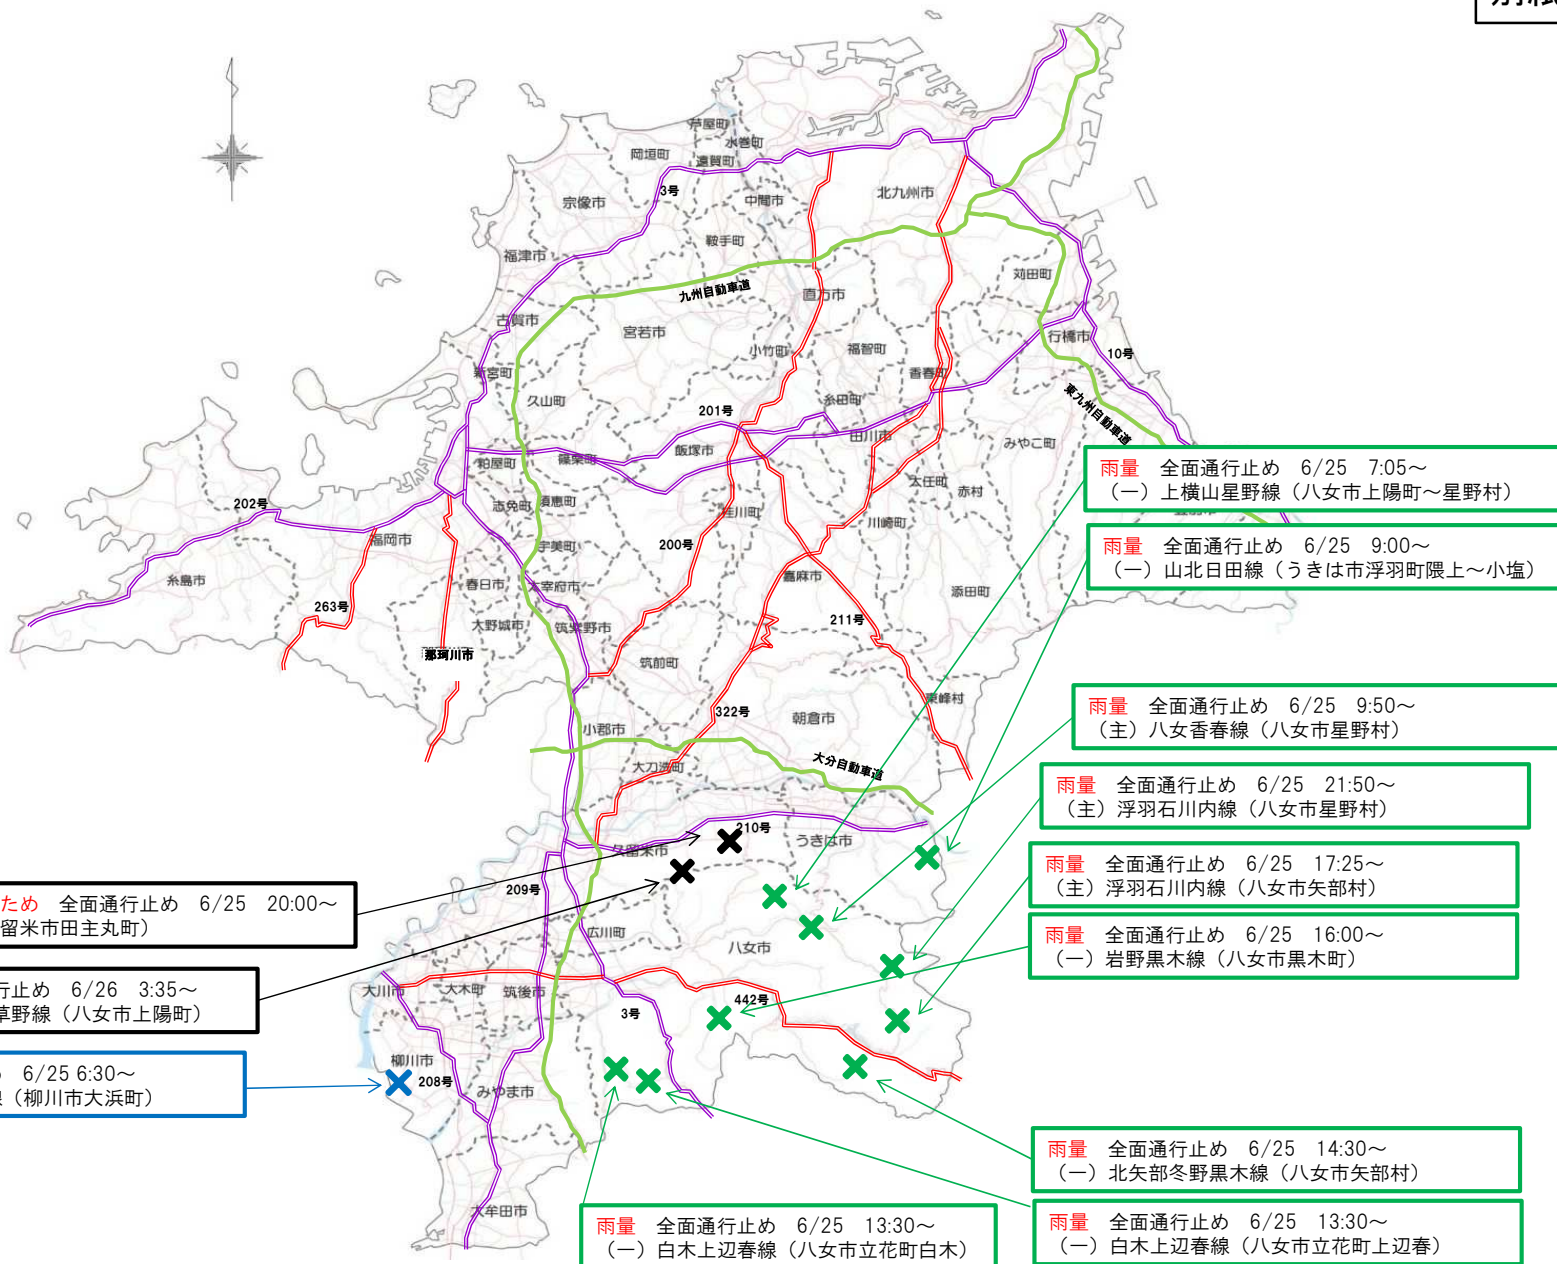 芦屋町
水巻町
岡垣町
遠賀町
3号
宗像市
中間市
北九州市
鞍手町
福津市
苅田町
九州自動車道
直方市
古賀市
宮若市
行橋市
小竹町
福智町
10号
新宮町
香春町
久山町
糸田町
東九州自動車道
201号
田川市
みやこ町
飯塚市
粕屋町
篠栗町
大任町
赤村
志免町
須恵町
桂川町
川崎町
202号
福岡市
宇美町
200号
糸島市
春日市
太宰府市
嘉麻市
添田町
263号
大野城市
筑紫野市
211号
那珂川市
筑前町
東峰村
322号
朝倉市
小郡市
大刀洗町
大分自動車道
210号
うきは市
久留米市
209号
広川町
八女市
大川市
大木町
筑後市
442号
3号
柳川市
208号
みやま市
大牟田市
雨量 全面通行止め 6/25 7:05～
（一）上横山星野線（八女市上陽町～星野村）
雨量 全面通行止め 6/25 9:00～
（一）山北日田線（うきは市浮羽町隈上～小塩）
雨量 全面通行止め 6/25 9:50～
（主）八女香春線（八女市星野村）
雨量 全面通行止め 6/25 21:50～
（主）浮羽石川内線（八女市星野村）
雨量 全面通行止め 6/25 17:25～
（主）浮羽石川内線（八女市矢部村）
雨量 全面通行止め 6/25 16:00～
（一）岩野黒木線（八女市黒木町）
ため 全面通行止め 6/25 20:00～
留米市田主丸町）
行止め 6/26 3:35～
草野線（八女市上陽町）
6/25 6:30～
線（柳川市大浜町）
雨量 全面通行止め 6/25 14:30～
（一）北矢部冬野黒木線（八女市矢部村）
雨量 全面通行止め 6/25 13:30～
（一）白木上辺春線（八女市立花町白木）
雨量 全面通行止め 6/25 13:30～
（一）白木上辺春線（八女市立花町上辺春）